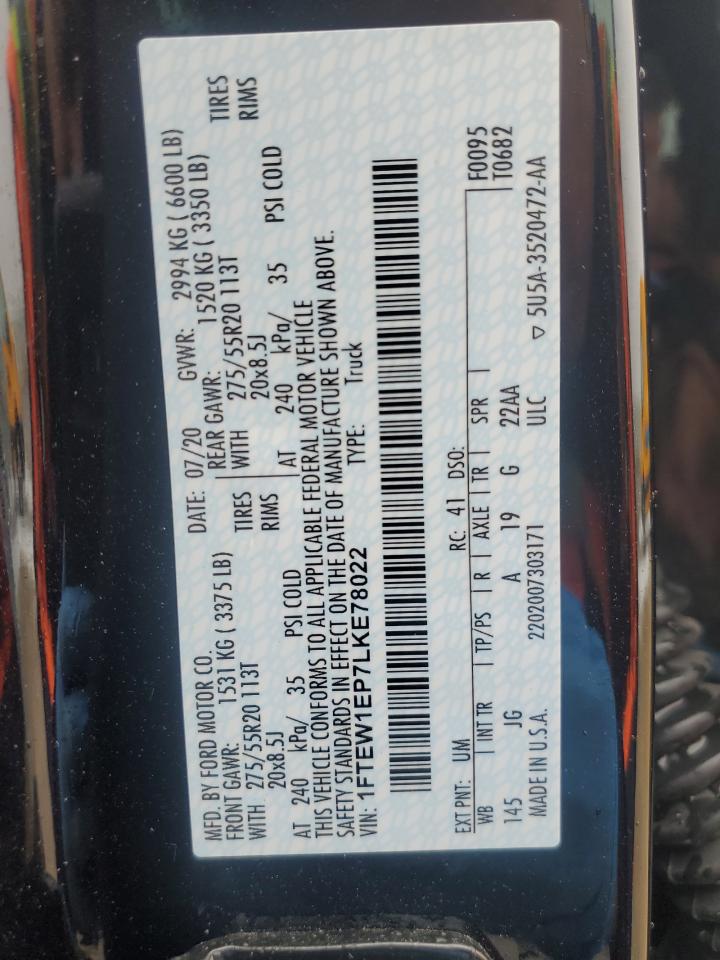 MFD. BY FORD MOTOR CO. DATE: 07/20 GVWR: 2994 KG ( 6600 LB)
FRONT GAWR: 1531 KG ( 3375 LB) REAR GAWR: 1520 KG ( 3350 LB)
WITH 275/55R20 113T TIRES WITH 275/55R20 113T TIRES
20x8.5J RIMS 20x8.5J RIMS
AT 240 kPa/ 35 PSI COLD AT 240 kPa/ 35 PSI COLD
THIS VEHICLE CONFORMS TO ALL APPLICABLE FEDERAL MOTOR VEHICLE
SAFETY STANDARDS IN EFFECT ON THE DATE OF MANUFACTURE SHOWN ABOVE.
VIN: 1FTEW1EP7LKE78022 TYPE: Truck
EXT PNT: UM RC: 41 DSO: F0095
WB INT TR TP/PS R AXLE TR SPR T0682
145 JG A 19 G 22AA
MADE IN U.S.A. 2202007303171 ULC ▽ 5U5A-3520472-AA